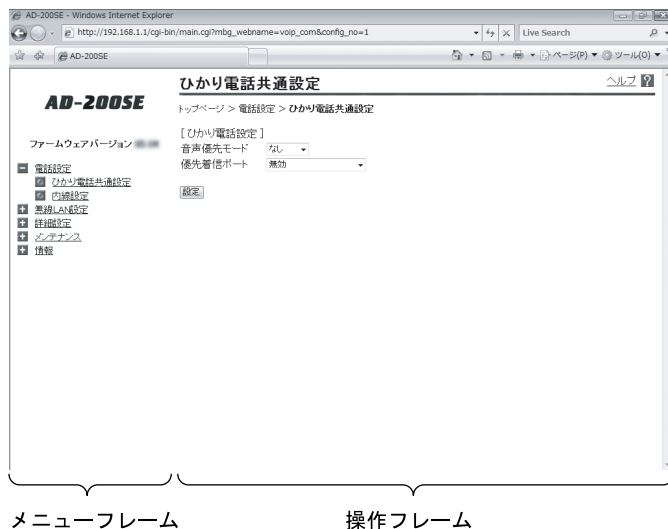 AD-200SE - Windows Internet Explorer
http://192.168.1.1/cgi-bin/main.cgi?mbg_webname=voip_com&config_no=1
Live Search
AD-200SE
ページ(P)
ツール(O)
AD-200SE
ファームウェアバージョン
電話設定
ひかり電話共通設定
内線設定
無線LAN設定
詳細設定
メンテナンス
情報
ひかり電話共通設定
ヘルプ ?
トップページ > 電話設定 > ひかり電話共通設定
[ひかり電話設定]
音声優先モード なし
優先着信ポート 無効
設定
メニューフレーム
操作フレーム